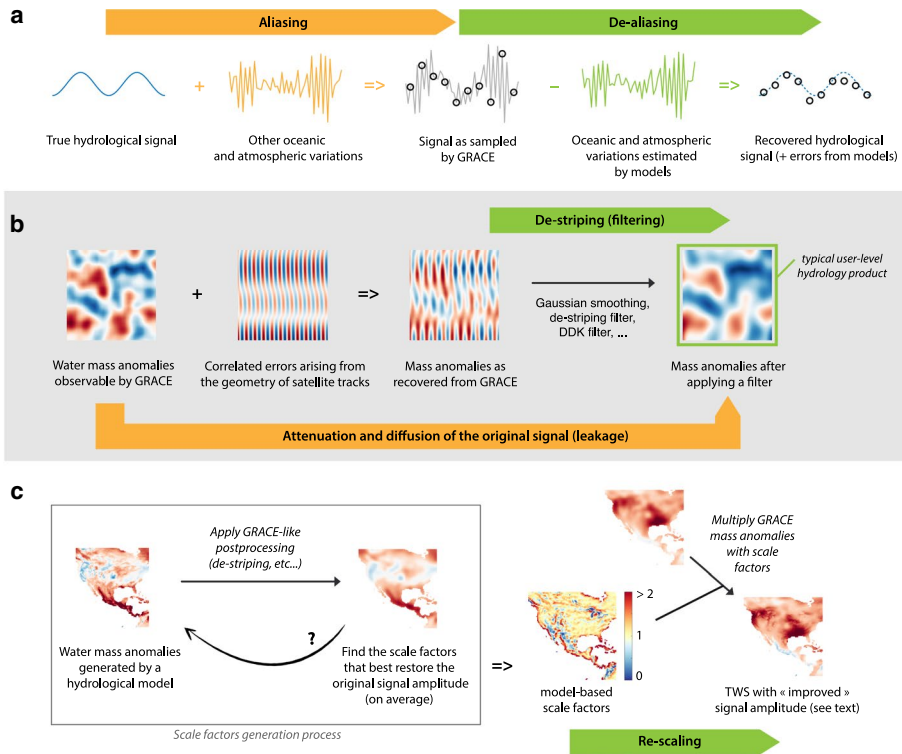 a
Aliasing
De-aliasing
+
=>
–
=>
True hydrological signal
Other oceanic
and atmospheric variations
Signal as sampled
by GRACE
Oceanic and atmospheric
variations estimated
by models
Recovered hydrological
signal (+ errors from models)
b
De-striping (filtering)
typical user-level
hydrology product
+
=>
Gaussian smoothing,
de-striping filter,
DDK filter, ...
Water mass anomalies
observable by GRACE
Correlated errors arising from
the geometry of satellite tracks
Mass anomalies as
recovered from GRACE
Mass anomalies after
applying a filter
Attenuation and diffusion of the original signal (leakage)
c
Apply GRACE-like
postprocessing
(de-striping, etc...)
?
Water mass anomalies
generated by a
hydrological model
Find the scale factors
that best restore the
original signal amplitude
(on average)
Scale factors generation process
=>
Multiply GRACE
mass anomalies
with scale
factors
> 2
1
0
model-based
scale factors
TWS with « improved »
signal amplitude (see text)
Re-scaling